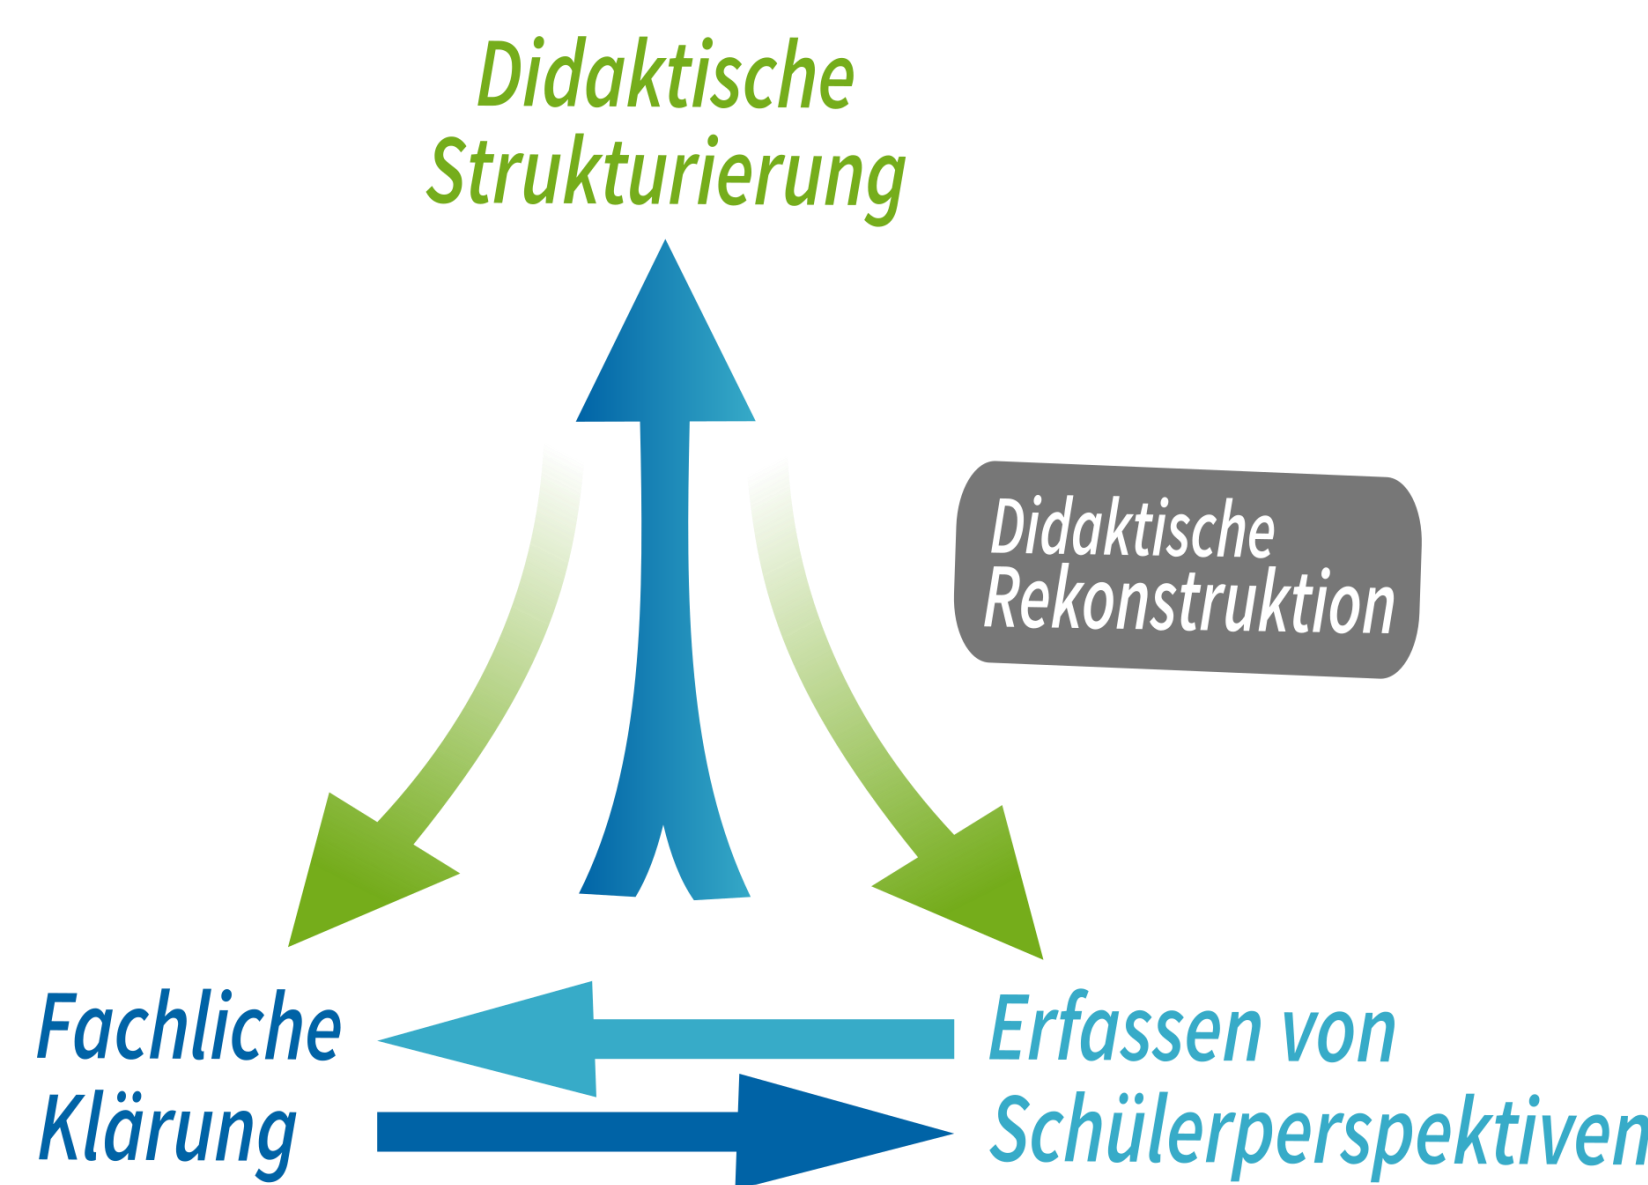 Didaktische
Strukturierung
Didaktische
Rekonstruktion
Fachliche
Klärung
Erfassen von
Schülerperspektiven